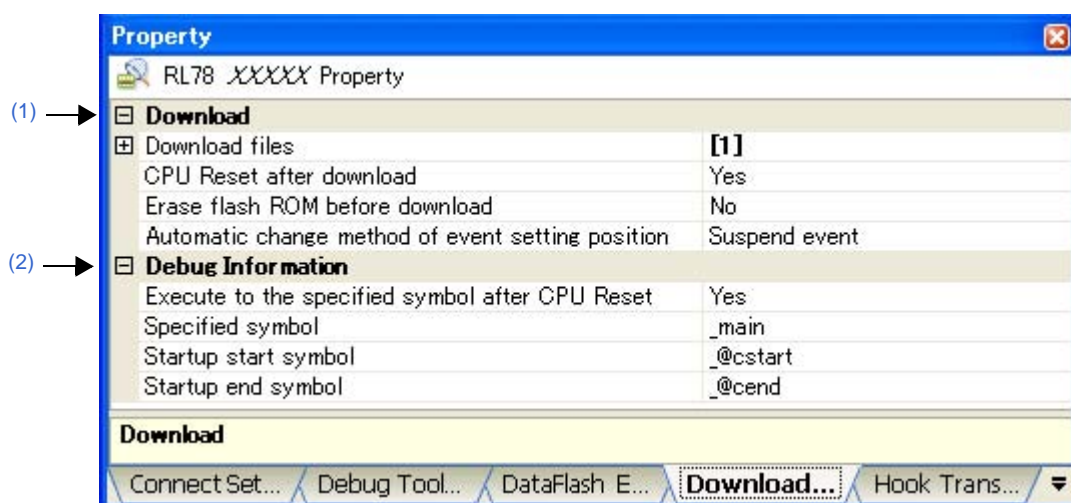 Property
RL78 XXXXX Property
(1)
Download
Download files [1]
CPU Reset after download Yes
Erase flash ROM before download No
Automatic change method of event setting position Suspend event
(2)
Debug Information
Execute to the specified symbol after CPU Reset Yes
Specified symbol _main
Startup start symbol _@cstart
Startup end symbol _@cend
Download
Connect Set... Debug Tool... DataFlash E... Download... Hook Trans...